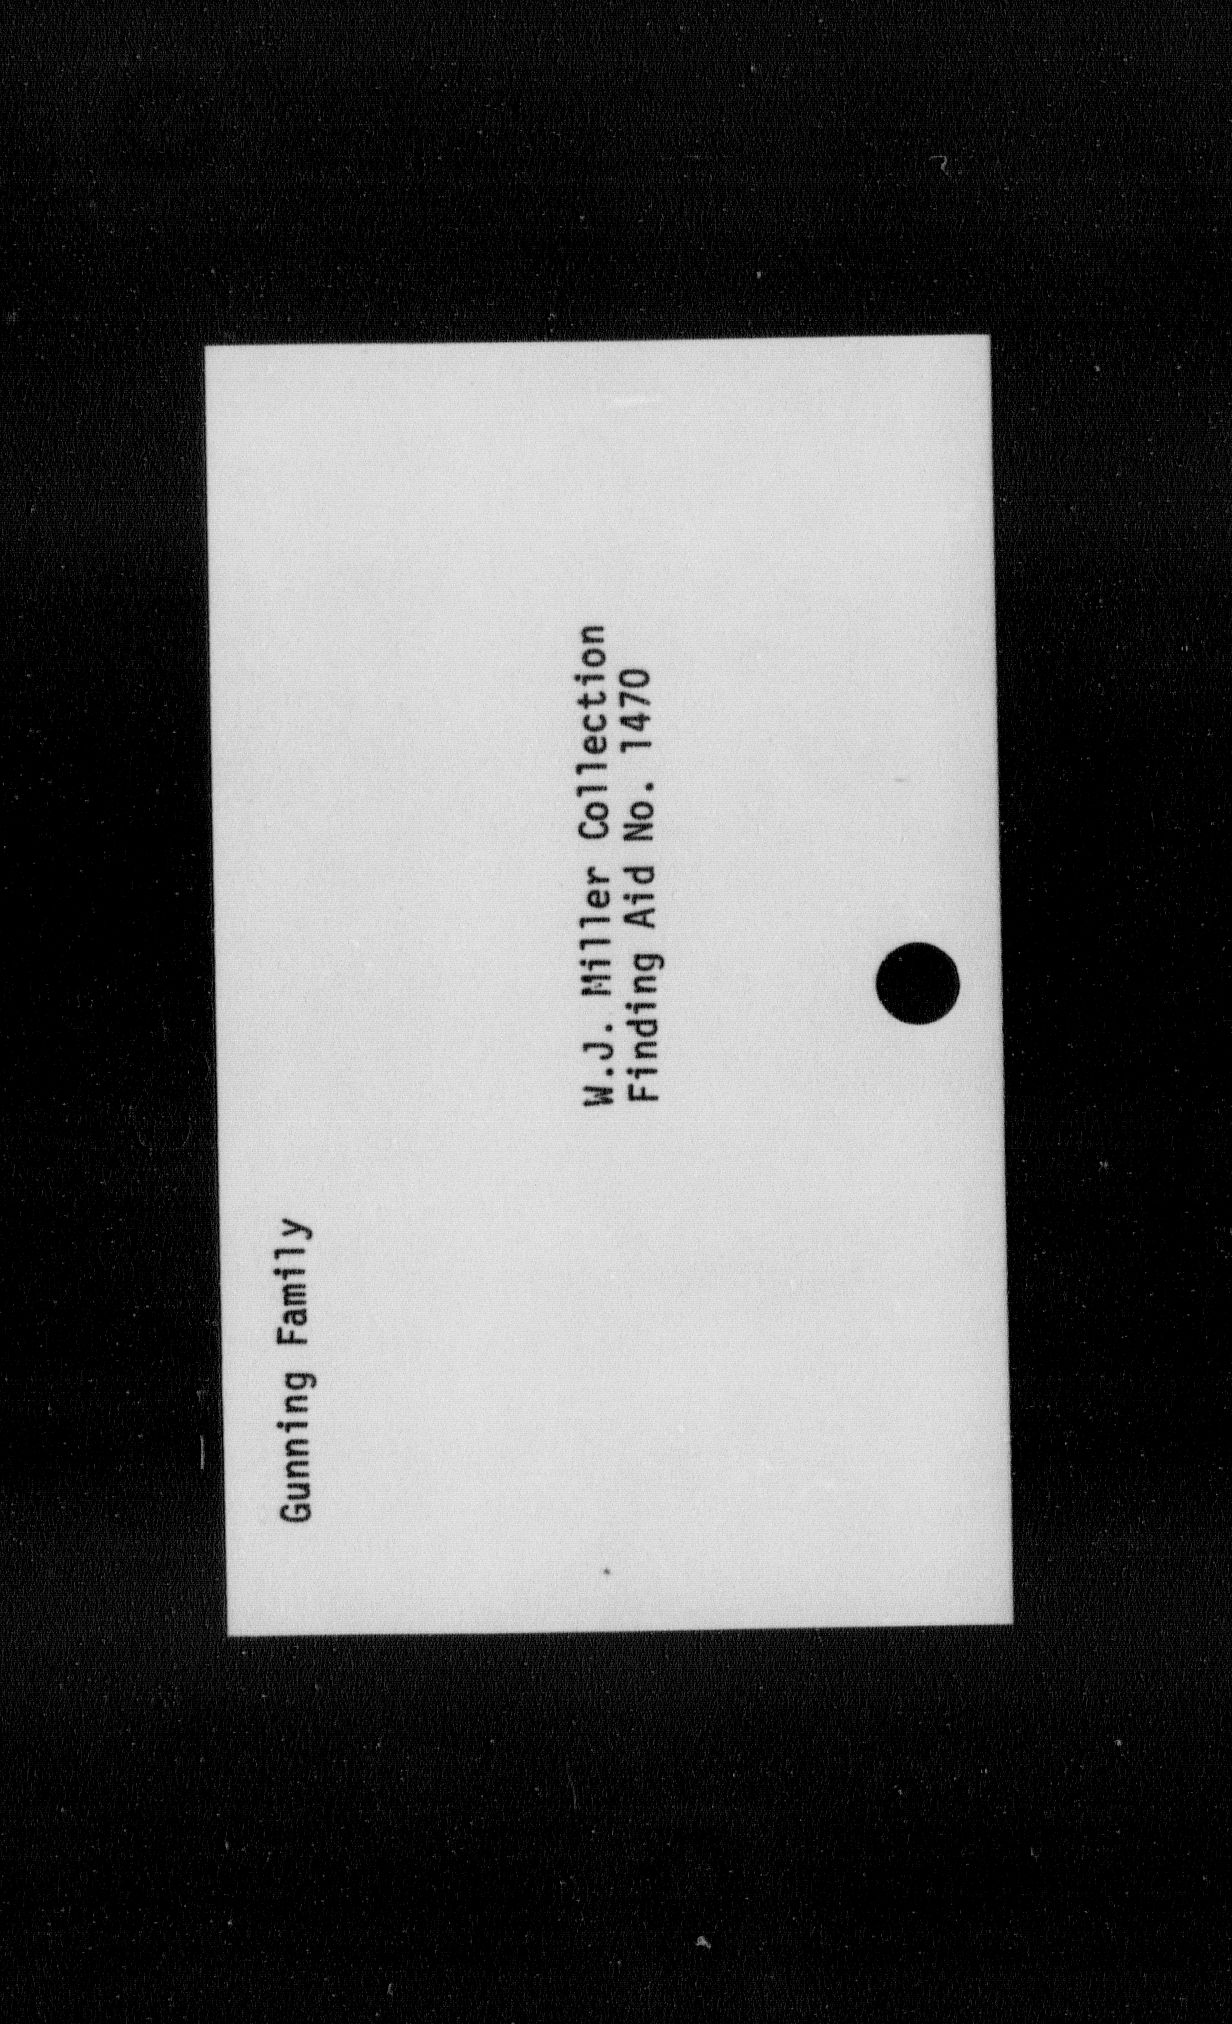 Gunning Family
W.J. Miller Collection
Finding Aid No. 1470